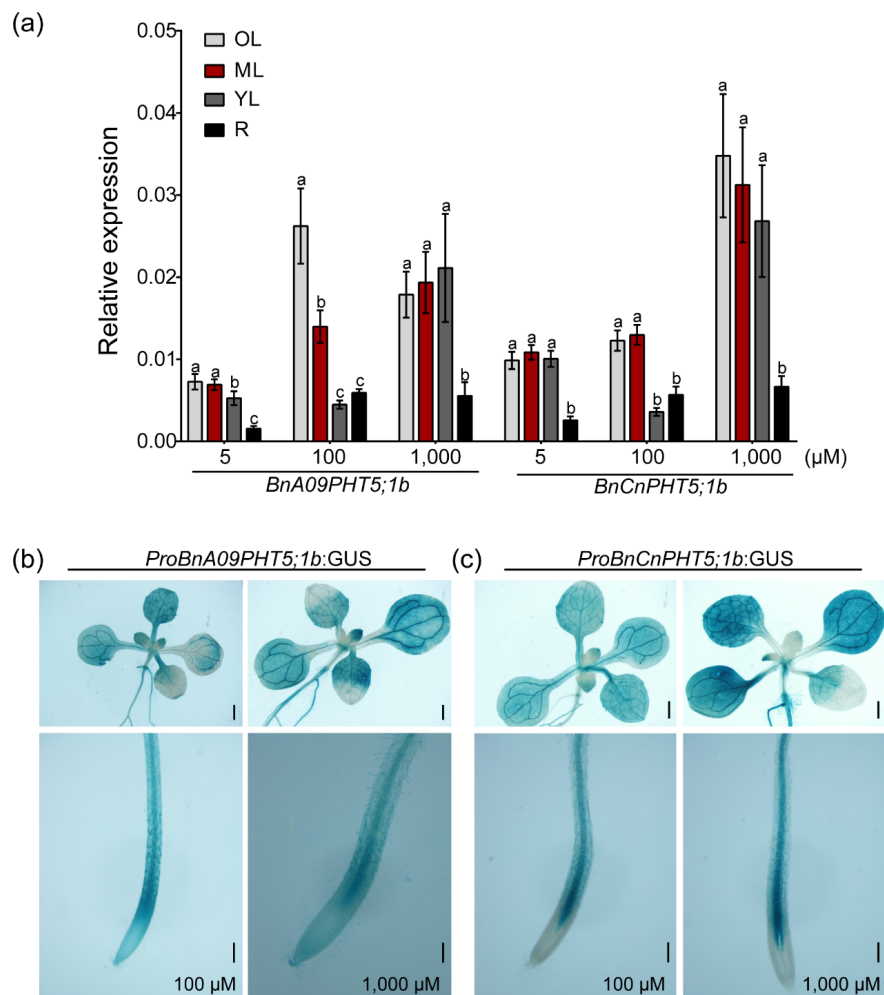 (a)
0.05
0.04
0.03
0.02
0.01
0.00
Relative expression
OL
ML
YL
R
a a b c
a b c c
a a a b
a a a b
a a b b
a a a b
5 100 1,000 5 100 1,000 (μM)
BnA09PHT5;1b BnCnPHT5;1b
(b) ProBnA09PHT5;1b:GUS
(c) ProBnCnPHT5;1b:GUS
100 μM 1,000 μM 100 μM 1,000 μM